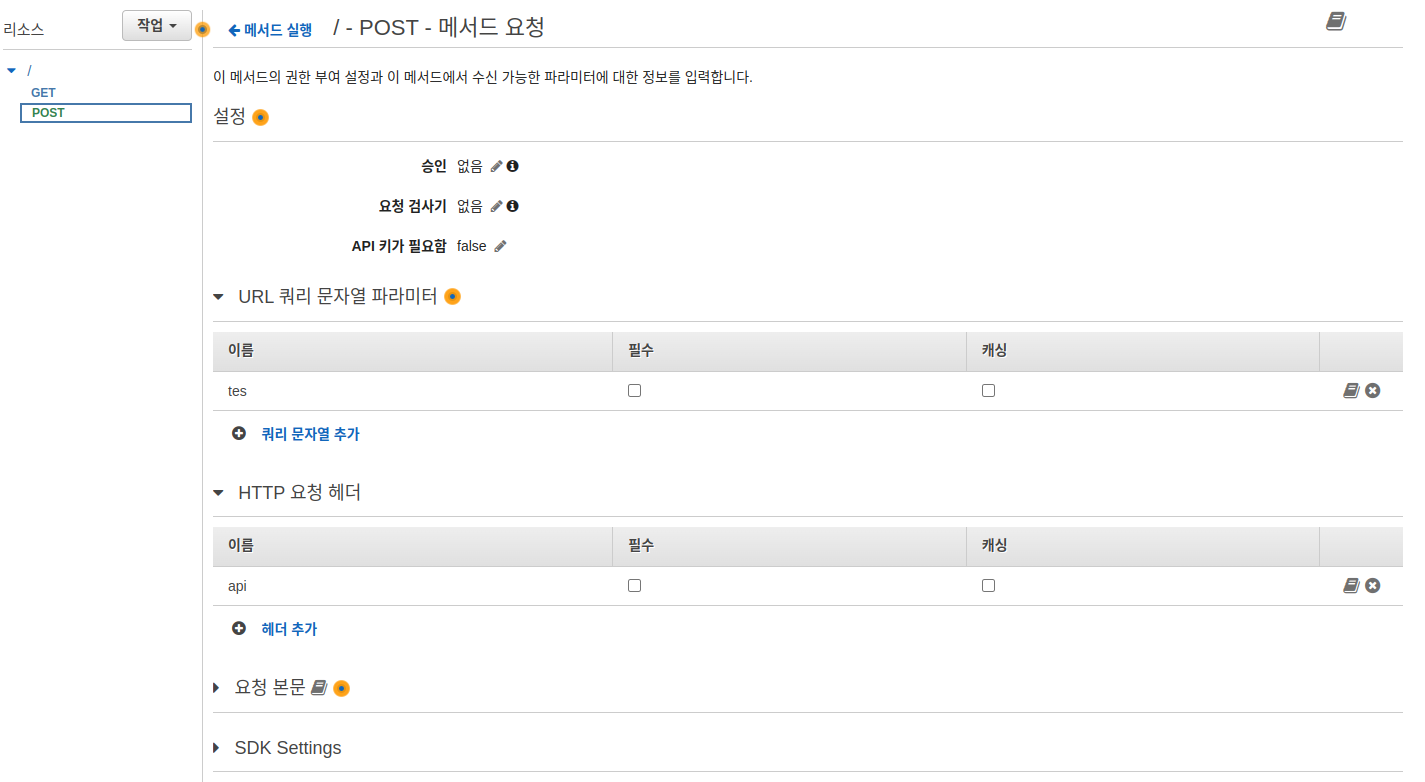 리소스
작업
메서드 실행
/ - POST - 메서드 요청
/
GET
POST
이 메서드의 권한 부여 설정과 이 메서드에서 수신 가능한 파라미터에 대한 정보를 입력합니다.
설정
승인 없음
요청 검사기 없음
API 키가 필요함 false
URL 쿼리 문자열 파라미터
이름 필수 캐싱
tes
쿼리 문자열 추가
HTTP 요청 헤더
이름 필수 캐싱
api
헤더 추가
요청 본문
SDK Settings